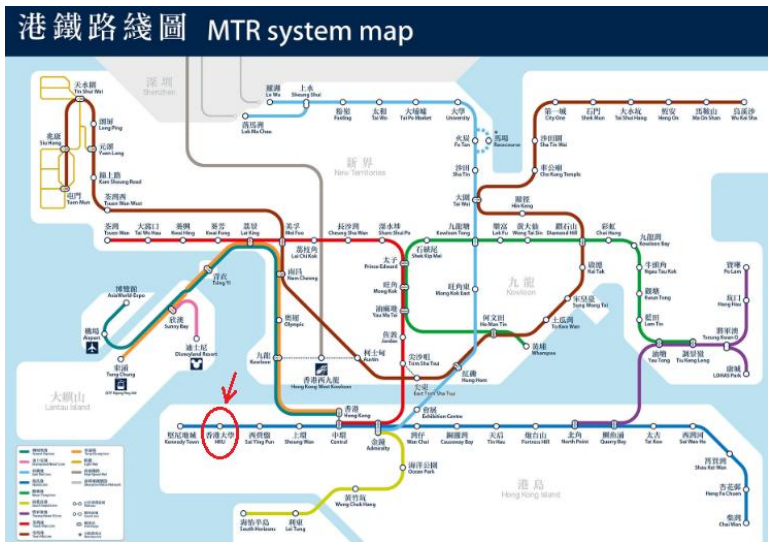 港鐵路綫圖 MTR system map
深圳
Shenzhen
羅湖
Lo Wu
上水
Sheung Shui
粉嶺
Fanling
太和
Tai Wo
大埔墟
Tai Po Market
大學
University
落馬洲
Lok Ma Chau
火炭
Fo Tan
馬場
Racecourse
沙田
Sha Tin
大圍
Tai Wai
第一城
City One
石門
Shek Mun
大水坑
Tai Shui Hang
恆安
Heng On
馬鞍山
Ma On Shan
烏溪沙
Wu Kai Sha
沙田圍
Sha Tin Wai
車公廟
Che Kung Temple
顯徑
Hin Keng
天水圍
Tin Shui Wai
朗屏
Long Ping
兆康
Siu Hong
元朗
Yuen Long
錦上路
Kam Sheung Road
屯門
Tuen Mun
荃灣西
Tsuen Wan West
新界
New Territories
荃灣
Tsuen Wan
大窩口
Tai Wo Hau
葵興
Kwai Hing
葵芳
Kwai Fong
荔景
Lai King
美孚
Mei Foo
荔枝角
Lai Chi Kok
長沙灣
Cheung Sha Wan
深水埗
Sham Shui Po
石硤尾
Shek Kip Mei
九龍塘
Kowloon Tong
樂富
Lok Fu
黃大仙
Wong Tai Sin
鑽石山
Diamond Hill
彩虹
Choi Hung
九龍灣
Kowloon Bay
牛頭角
Ngau Tau Kok
觀塘
Kwun Tong
藍田
Lam Tin
油塘
Yau Tong
調景嶺
Tiu Keng Leng
將軍澳
Tseung Kwan O
寶琳
Po Lam
坑口
Hang Hau
康城
LOHAS Park
太子
Prince Edward
旺角
Mong Kok
油麻地
Yau Ma Tei
佐敦
Jordan
尖沙咀
Tsim Sha Tsui
旺角東
Mong Kok East
九龍
Kowloon
啟德
Kai Tak
宋皇臺
Sung Wong Toi
土瓜灣
To Kwa Wan
何文田
Ho Man Tin
黃埔
Whampoa
紅磡
Hung Hom
尖東
East Tsim Sha Tsui
柯士甸
Austin
香港西九龍
Hong Kong West Kowloon
南昌
Nam Cheong
奧運
Olympic
九龍
Kowloon
青衣
Tsing Yi
博覽館
AsiaWorld-Expo
機場
Airport
欣澳
Sunny Bay
迪士尼
Disneyland Resort
東涌
Tung Chung
大嶼山
Lantau Island
香港
Hong Kong
會展
Exhibition Centre
堅尼地城
Kennedy Town
香港大學
HKU
西營盤
Sai Ying Pun
上環
Sheung Wan
中環
Central
金鐘
Admiralty
灣仔
Wan Chai
銅鑼灣
Causeway Bay
天后
Tin Hau
炮台山
Fortress Hill
北角
North Point
鰂魚涌
Quarry Bay
太古
Tai Koo
西灣河
Sai Wan Ho
筲箕灣
Shau Kei Wan
杏花邨
Heng Fa Chuen
柴灣
Chai Wan
海洋公園
Ocean Park
黃竹坑
Wong Chuk Hang
利東
Lei Tung
海怡半島
South Horizons
港島
Hong Kong Island